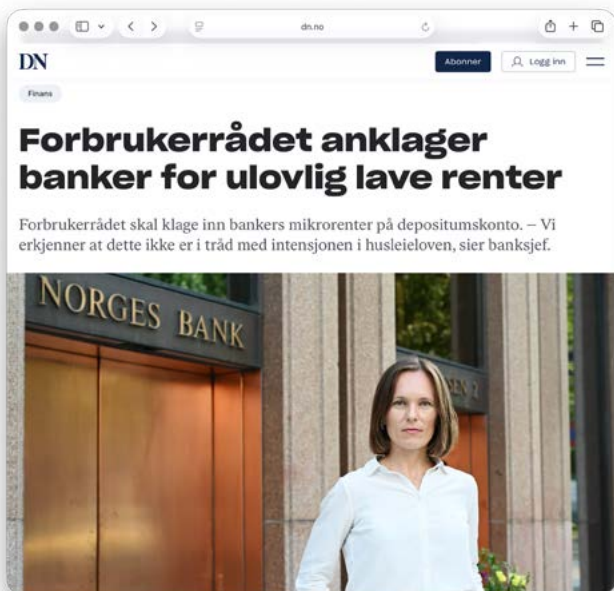 dn.no
DN
Abonner
Logg inn
Finans
Forbrukerrådet anklager
banker for ulovlig lave renter
Forbrukerrådet skal klage inn bankers mikrorenter på depositumskonto. – Vi
erkjenner at dette ikke er i tråd med intensjonen i husleieloven, sier banksjef.
NORGES BANK